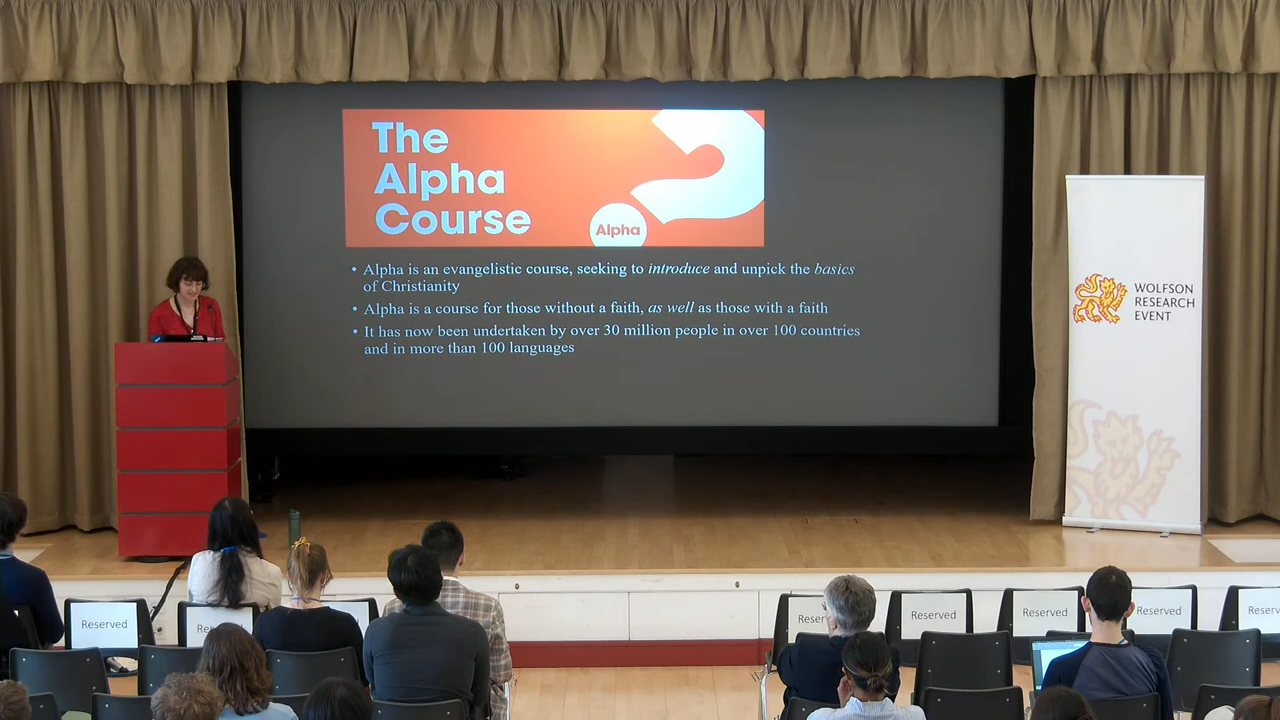 The
Alpha
Course
Alpha
• Alpha is an evangelistic course, seeking to introduce and unpick the basics
of Christianity
• Alpha is a course for those without a faith, as well as those with a faith
• It has now been undertaken by over 30 million people in over 100 countries
and in more than 100 languages
WOLFSON
RESEARCH
EVENT
Reserved
Reserved
Reserved
Reserved